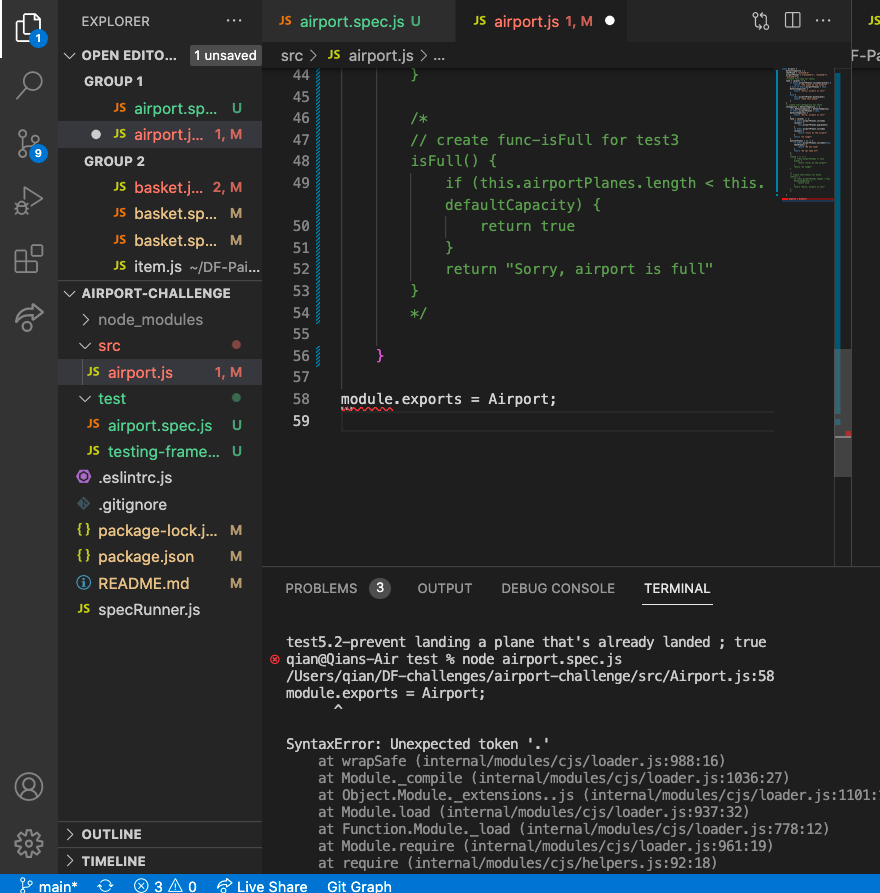 EXPLORER
OPEN EDITO...
1 unsaved
GROUP 1
JS airport.sp... U
JS airport.j... 1, M
GROUP 2
JS basket.j... 2, M
JS basket.sp... M
JS basket.sp... M
JS item.js ~/DF-Pai...
AIRPORT-CHALLENGE
node_modules
src
JS airport.js 1, M
test
JS airport.spec.js U
JS testing-frame... U
.eslintrc.js
.gitignore
{} package-lock.j... M
{} package.json M
README.md M
JS specRunner.js
OUTLINE
TIMELINE
1
9
JS airport.spec.js U
JS airport.js 1, M
JS
src > JS airport.js > ...
F-Pa
44 }
45
46 /*
47 // create func-isFull for test3
48 isFull() {
49 if (this.airportPlanes.length < this.
defaultCapacity) {
50 return true
51 }
52 return "Sorry, airport is full"
53 }
54 */
55
56 }
57
58 module.exports = Airport;
59
PROBLEMS 3 OUTPUT DEBUG CONSOLE TERMINAL
test5.2-prevent landing a plane that's already landed ; true
qian@Qians-Air test % node airport.spec.js
/Users/qian/DF-challenges/airport-challenge/src/Airport.js:58
module.exports = Airport;
^
SyntaxError: Unexpected token '.'
at wrapSafe (internal/modules/cjs/loader.js:988:16)
at Module._compile (internal/modules/cjs/loader.js:1036:27)
at Object.Module._extensions..js (internal/modules/cjs/loader.js:1101:
at Module.load (internal/modules/cjs/loader.js:937:32)
at Function.Module._load (internal/modules/cjs/loader.js:778:12)
at Module.require (internal/modules/cjs/loader.js:961:19)
at require (internal/modules/cjs/helpers.js:92:18)
main* 3 0 Live Share Git Graph